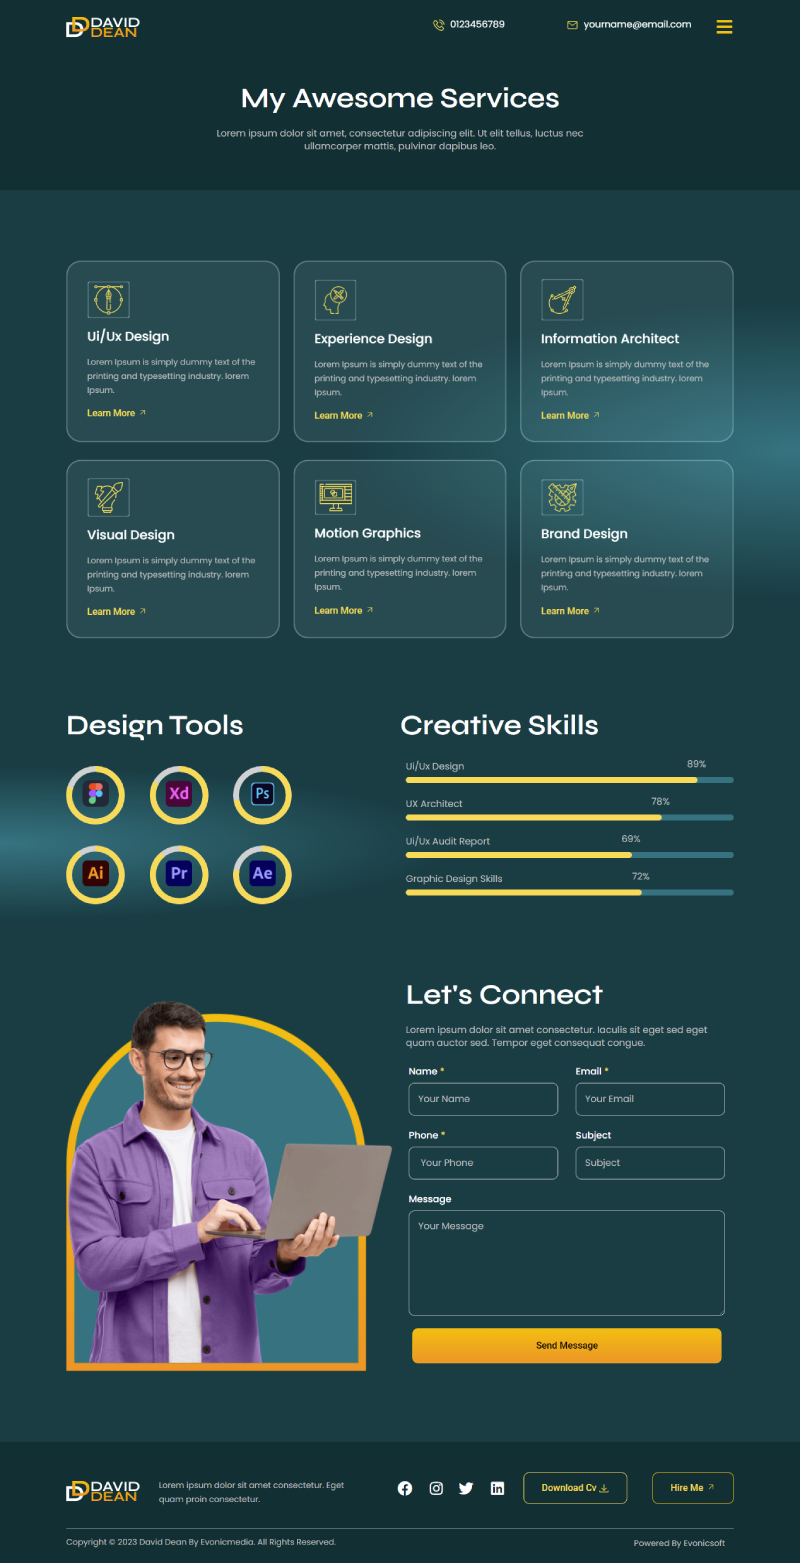 DAVID
DEAN
0123456789
yourname@email.com
My Awesome Services
Lorem ipsum dolor sit amet, consectetur adipiscing elit. Ut elit tellus, luctus nec
ullamcorper mattis, pulvinar dapibus leo.
Ui/Ux Design
Lorem Ipsum is simply dummy text of the
printing and typesetting industry. lorem
Ipsum.
Learn More
Experience Design
Lorem Ipsum is simply dummy text of the
printing and typesetting industry. lorem
Ipsum.
Learn More
Information Architect
Lorem Ipsum is simply dummy text of the
printing and typesetting industry. lorem
Ipsum.
Learn More
Visual Design
Lorem Ipsum is simply dummy text of the
printing and typesetting industry. lorem
Ipsum.
Learn More
Motion Graphics
Lorem Ipsum is simply dummy text of the
printing and typesetting industry. lorem
Ipsum.
Learn More
Brand Design
Lorem Ipsum is simply dummy text of the
printing and typesetting industry. lorem
Ipsum.
Learn More
Design Tools
Xd
Ps
Ai
Pr
Ae
Creative Skills
Ui/Ux Design
89%
UX Architect
78%
Ui/Ux Audit Report
69%
Graphic Design Skills
72%
Let's Connect
Lorem ipsum dolor sit amet consectetur. Iaculis sit eget sed eget
quam auctor sed. Tempor eget consequat congue.
Name *
Email *
Your Name
Your Email
Phone *
Subject
Your Phone
Subject
Message
Your Message
Send Message
DAVID
DEAN
Lorem ipsum dolor sit amet consectetur. Eget
quam proin consectetur.
Download Cv
Hire Me
Copyright © 2023 David Dean By Evonicmedia. All Rights Reserved.
Powered By Evonicsoft